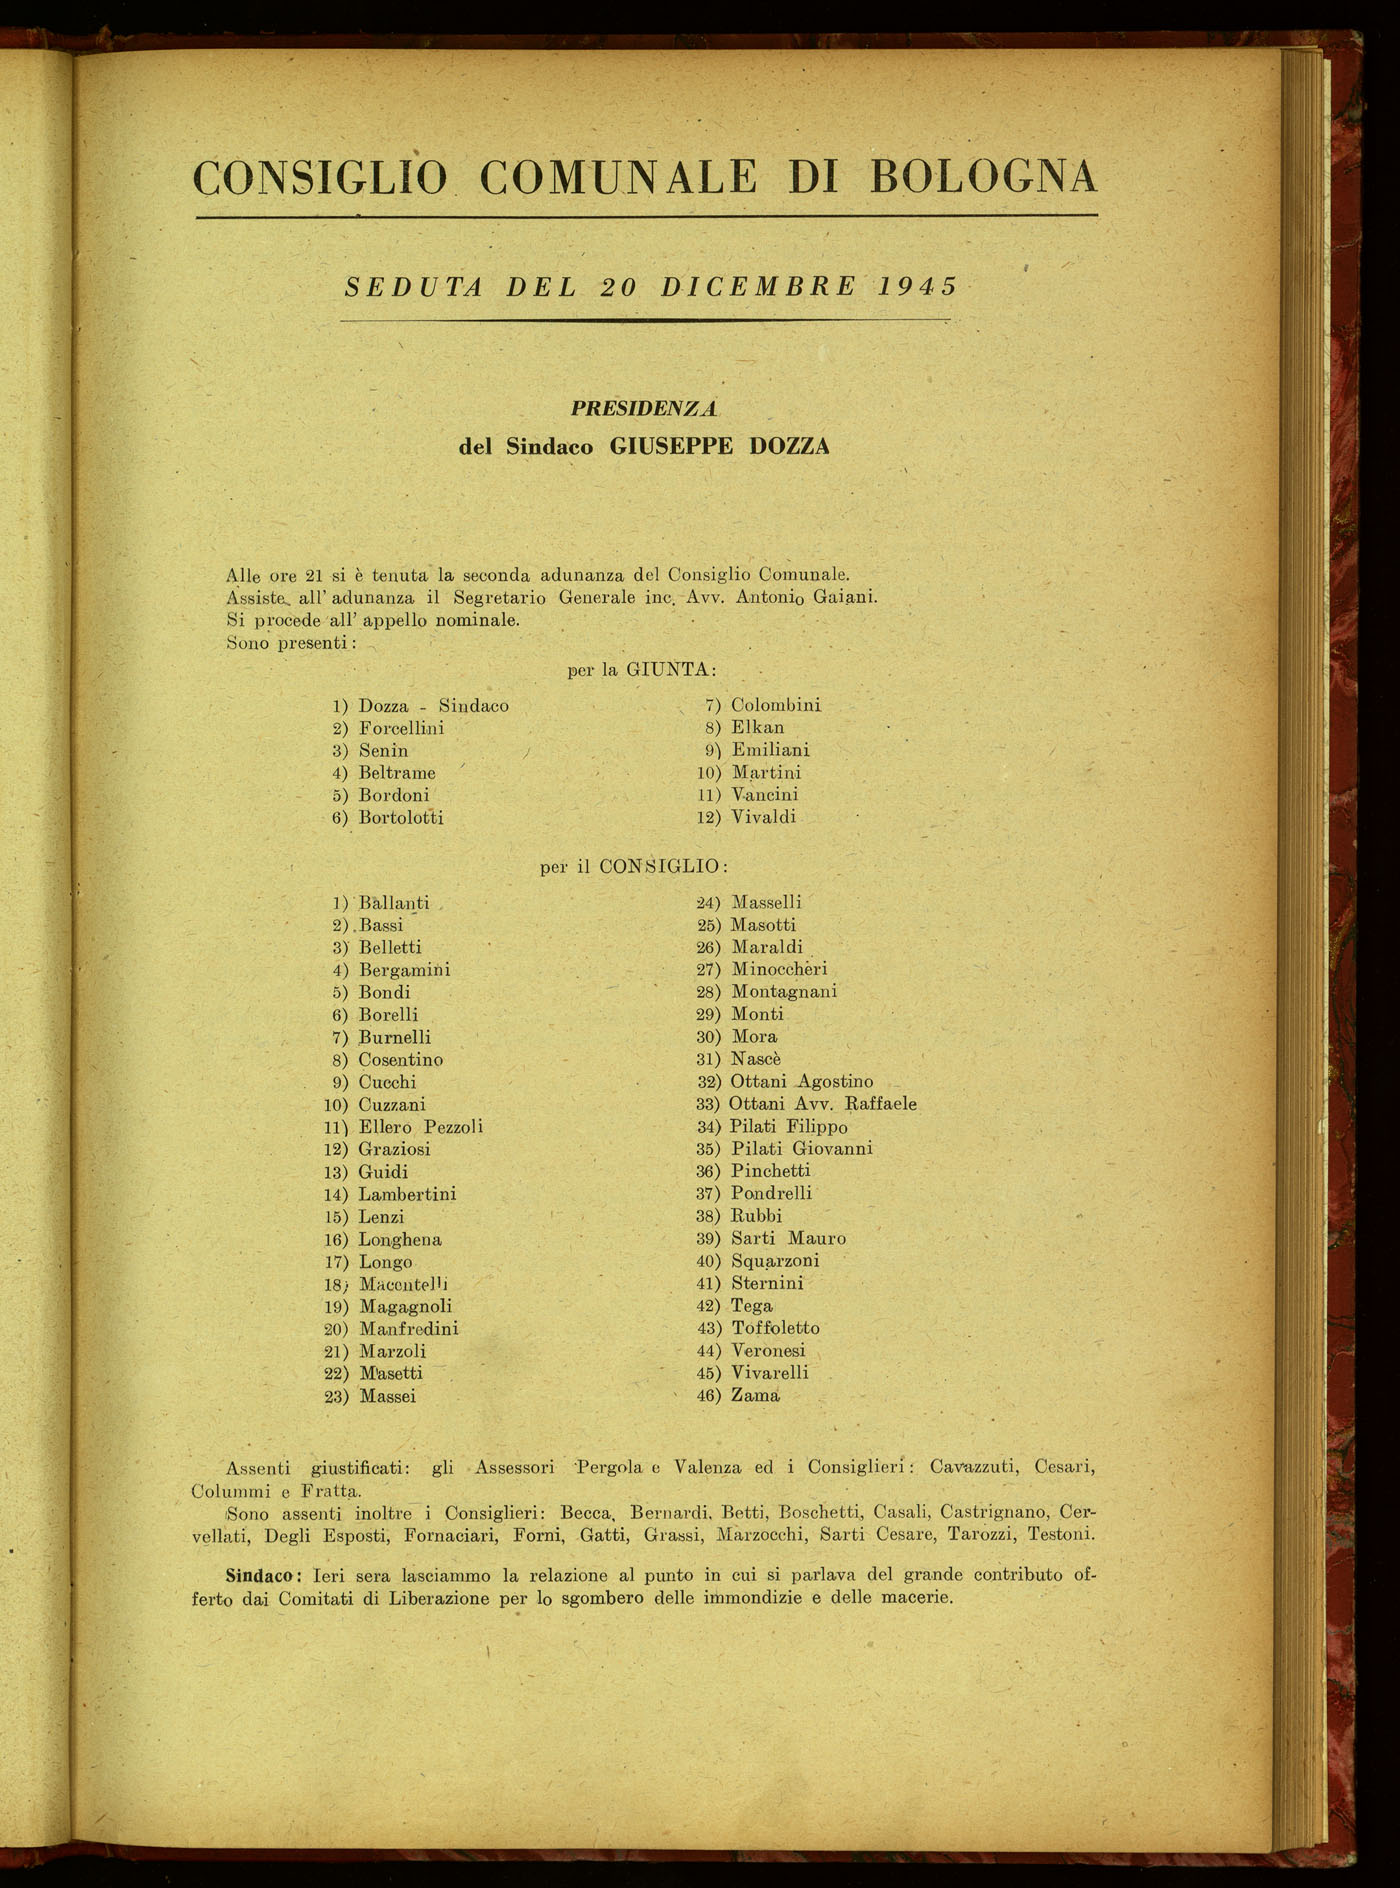 CONSIGLIO COMUNALE DI BOLOGNA
SEDUTA DEL 20 DICEMBRE 1945
PRESIDENZA
del Sindaco GIUSEPPE DOZZA
Alle ore 21 si è tenuta la seconda adunanza del Consiglio Comunale.
Assiste all' adunanza il Segretario Generale inc. Avv. Antonio Gaiani.
Si procede all' appello nominale.
Sono presenti:
per la GIUNTA:
1) Dozza - Sindaco
2) Forcellini
3) Senin
4) Beltrame
5) Bordoni
6) Bortolotti
7) Colombini
8) Elkan
9) Emiliani
10) Martini
11) Vancini
12) Vivaldi
per il CONSIGLIO:
1) Ballanti
2) Bassi
3) Belletti
4) Bergamini
5) Bondi
6) Borelli
7) Burnelli
8) Cosentino
9) Cucchi
10) Cuzzani
11) Ellero Pezzoli
12) Graziosi
13) Guidi
14) Lambertini
15) Lenzi
16) Longhena
17) Longo
18)
19) Magagnoli
20) Manfredini
21) Marzoli
22) Masetti
23) Massei
24) Masselli
25) Masotti
26) Maraldi
27) Minoccheri
28) Montagnani
29) Monti
30) Mora
31) Nascè
32) Ottani Agostino
33) Ottani Avv. Raffaele
34) Pilati Filippo
35) Pilati Giovanni
36) Pinchetti
37) Pondrelli
38) Rubbi
39) Sarti Mauro
40) Squarzoni
41) Sternini
42) Tega
43) Toffoletto
44) Veronesi
45) Vivarelli
46) Zama
Assenti giustificati: gli Assessori Pergola e Valenza ed i Consiglieri: Cavazzuti, Cesari,
Colummi e Fratta.
Sono assenti inoltre i Consiglieri: Becca, Bernardi, Betti, Boschetti, Casali, Castrignano, Cer-
vellati, Degli Esposti, Fornaciari, Forni, Gatti, Grassi, Marzocchi, Sarti Cesare, Tarozzi, Testoni.
Sindaco: Ieri sera lasciammo la relazione al punto in cui si parlava del grande contributo of-
ferto dai Comitati di Liberazione per lo sgombero delle immondizie e delle macerie.